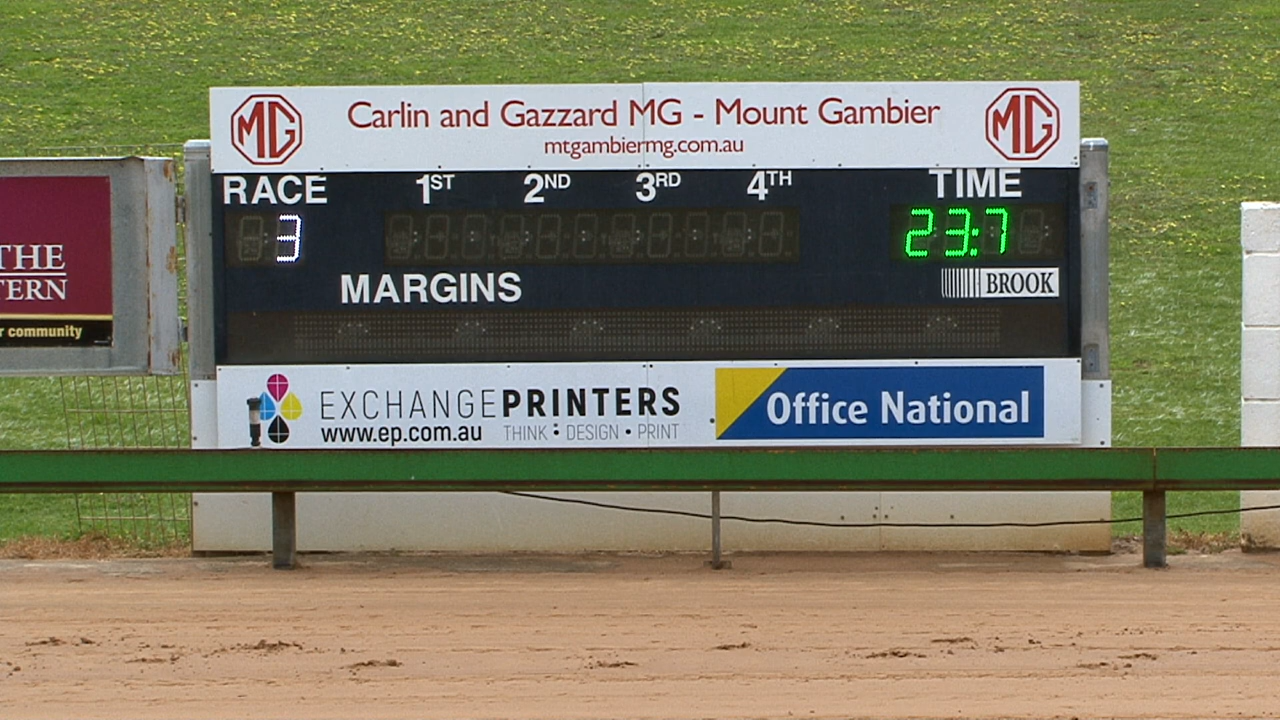 MG Carlin and Gazzard MG - Mount Gambier MG
mtgambiermg.com.au
RACE 1ST 2ND 3RD 4TH TIME
3 23:7
MARGINS BROOK
THE
TERN
r community
EXCHANGEPRINTERS
www.ep.com.au THINK • DESIGN • PRINT
Office National